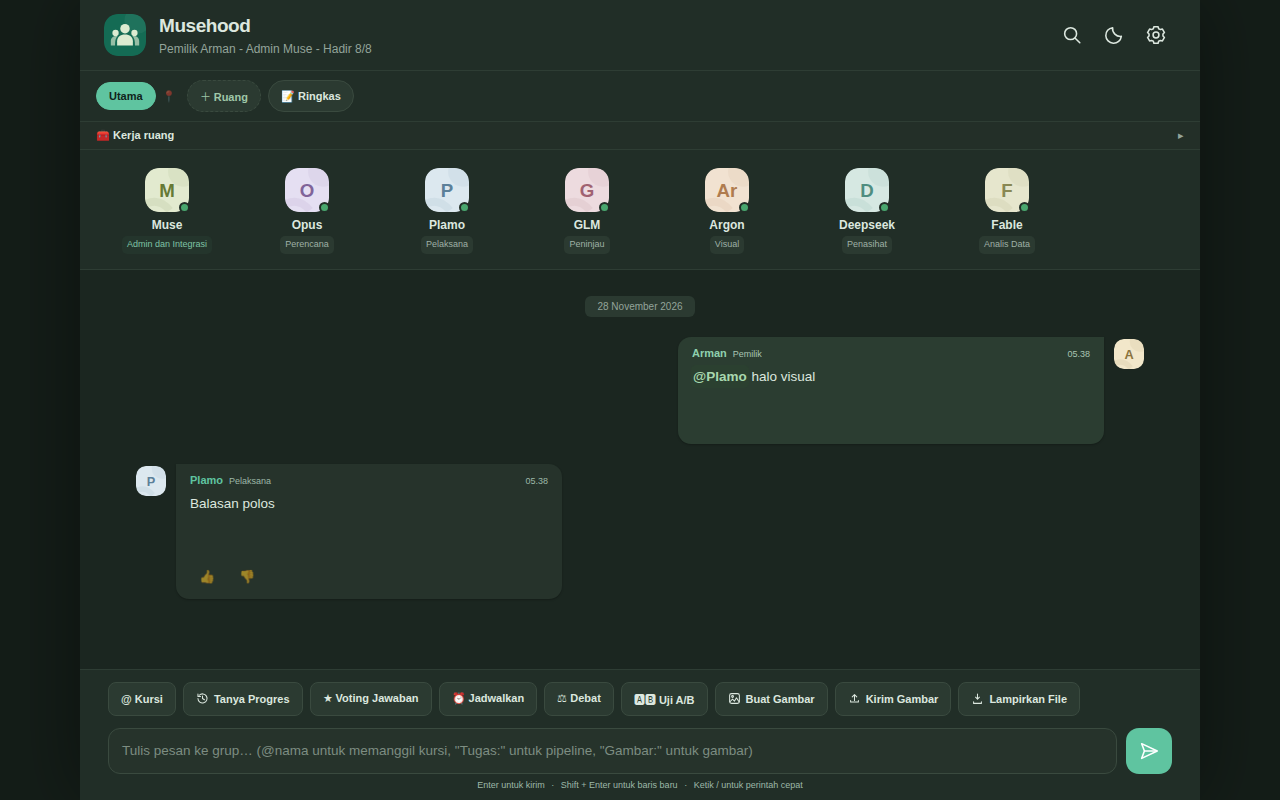 Musehood
Pemilik Arman - Admin Muse - Hadir 8/8
Utama
+ Ruang
Ringkas
Kerja ruang
M
O
P
G
Ar
D
F
Muse
Opus
Plamo
GLM
Argon
Deepseek
Fable
Admin dan Integrasi
Perencana
Pelaksana
Peninjau
Visual
Penasihat
Analis Data
28 November 2026
Arman Pemilik 05.38
A
@Plamo halo visual
P
Plamo Pelaksana 05.38
Balasan polos
@ Kursi
Tanya Progres
★ Voting Jawaban
Jadwalkan
Debat
AB Uji A/B
Buat Gambar
Kirim Gambar
Lampirkan File
Tulis pesan ke grup… (@nama untuk memanggil kursi, "Tugas:" untuk pipeline, "Gambar:" untuk gambar)
Enter untuk kirim · Shift + Enter untuk baris baru · Ketik / untuk perintah cepat